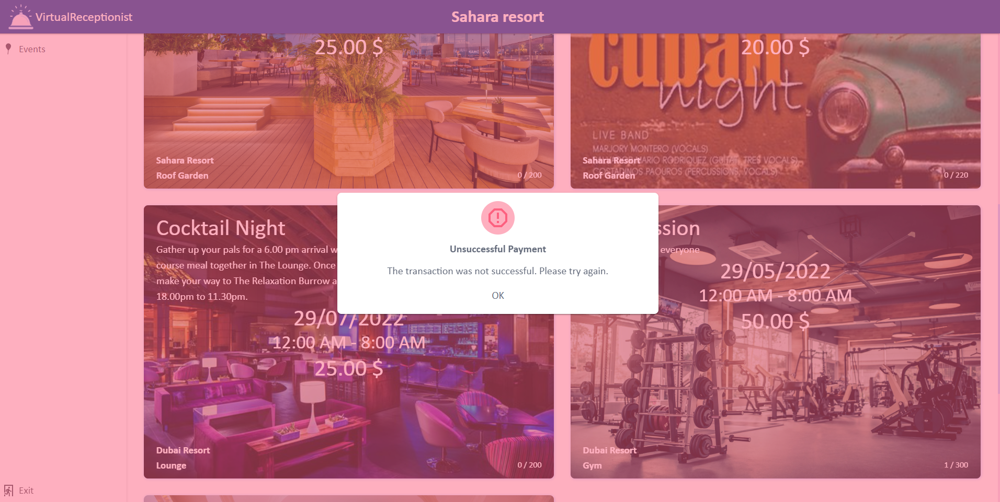 VirtualReceptionist
Sahara resort
Events
25.00 $
Sahara Resort
Roof Garden
0 / 200
cuban
20.00 $
night
LIVE BAND
MARJORY MONTERO (VOCALS)
MARIO RODRIQUEZ (GUITAR, TRES VOCALS)
COSTADINOS PAOUROS (PERCUSSIONS, VOCALS)
Sahara Resort
Roof Garden
0 / 220
Cocktail Night
Gather up your pals for a 6.00 pm arrival
course meal together in The Lounge. Once
make your way to The Relaxation Burrow
18.00pm to 11.30pm.
29/07/2022
12:00 AM - 8:00 AM
25.00 $
Dubai Resort
Lounge
0 / 200
Unsuccessful Payment
The transaction was not successful. Please try again.
OK
ssion
everyone
29/05/2022
12:00 AM - 8:00 AM
50.00 $
Dubai Resort
Gym
1 / 300
Exit